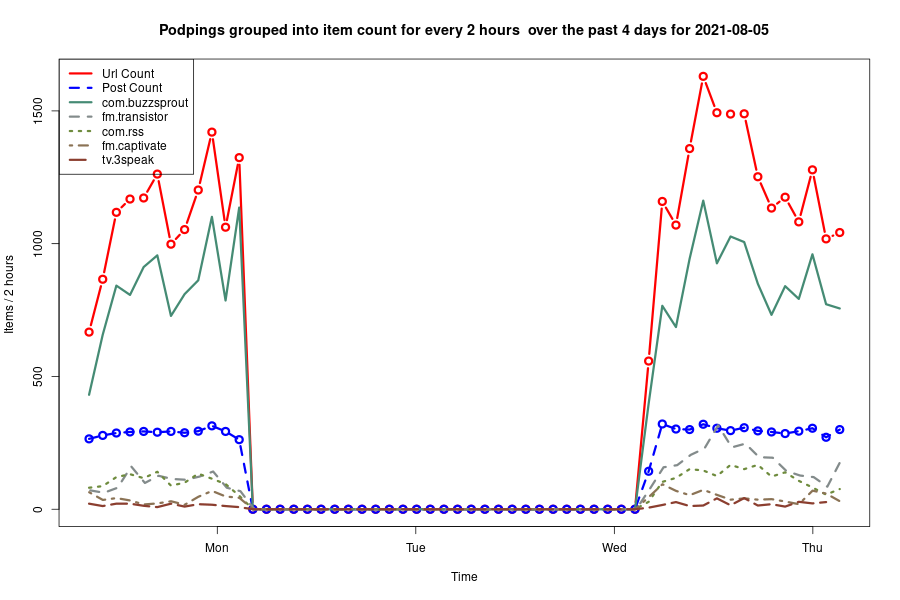 Podpings grouped into item count for every 2 hours  over the past 4 days for 2021-08-05
Url Count
Post Count
com.buzzsprout
fm.transistor
com.rss
fm.captivate
tv.3speak
1500
1000
500
0
Items / 2 hours
Mon Tue Wed Thu
Time